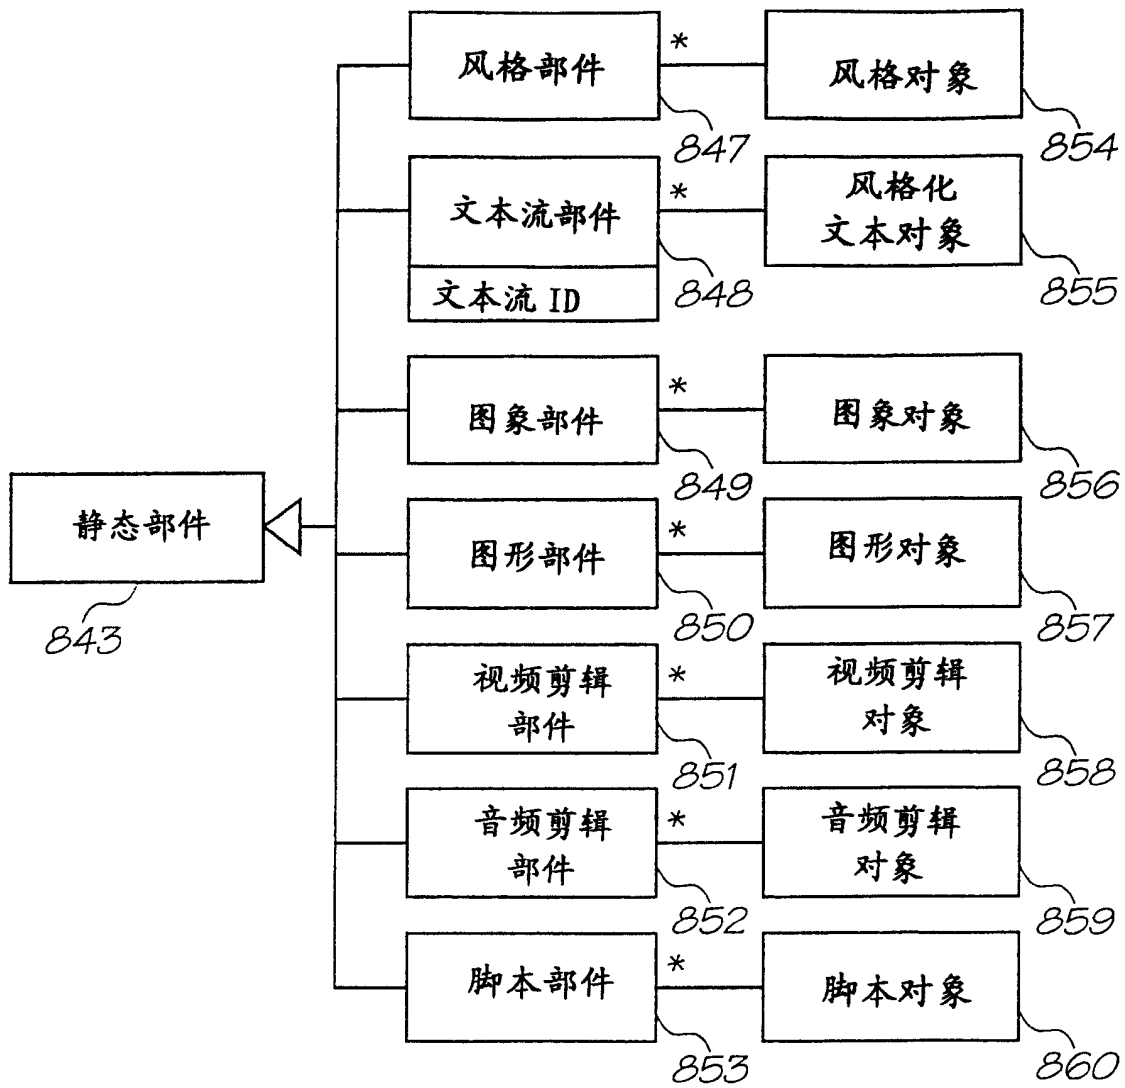 风格部件
*
风格对象
847
854
文本流部件
*
风格化
文本对象
文本流 ID
848
855
图象部件
*
图象对象
849
856
静态部件
843
图形部件
*
图形对象
850
857
视频剪辑
部件
*
视频剪辑
对象
851
858
音频剪辑
部件
*
音频剪辑
对象
852
859
脚本部件
*
脚本对象
853
860